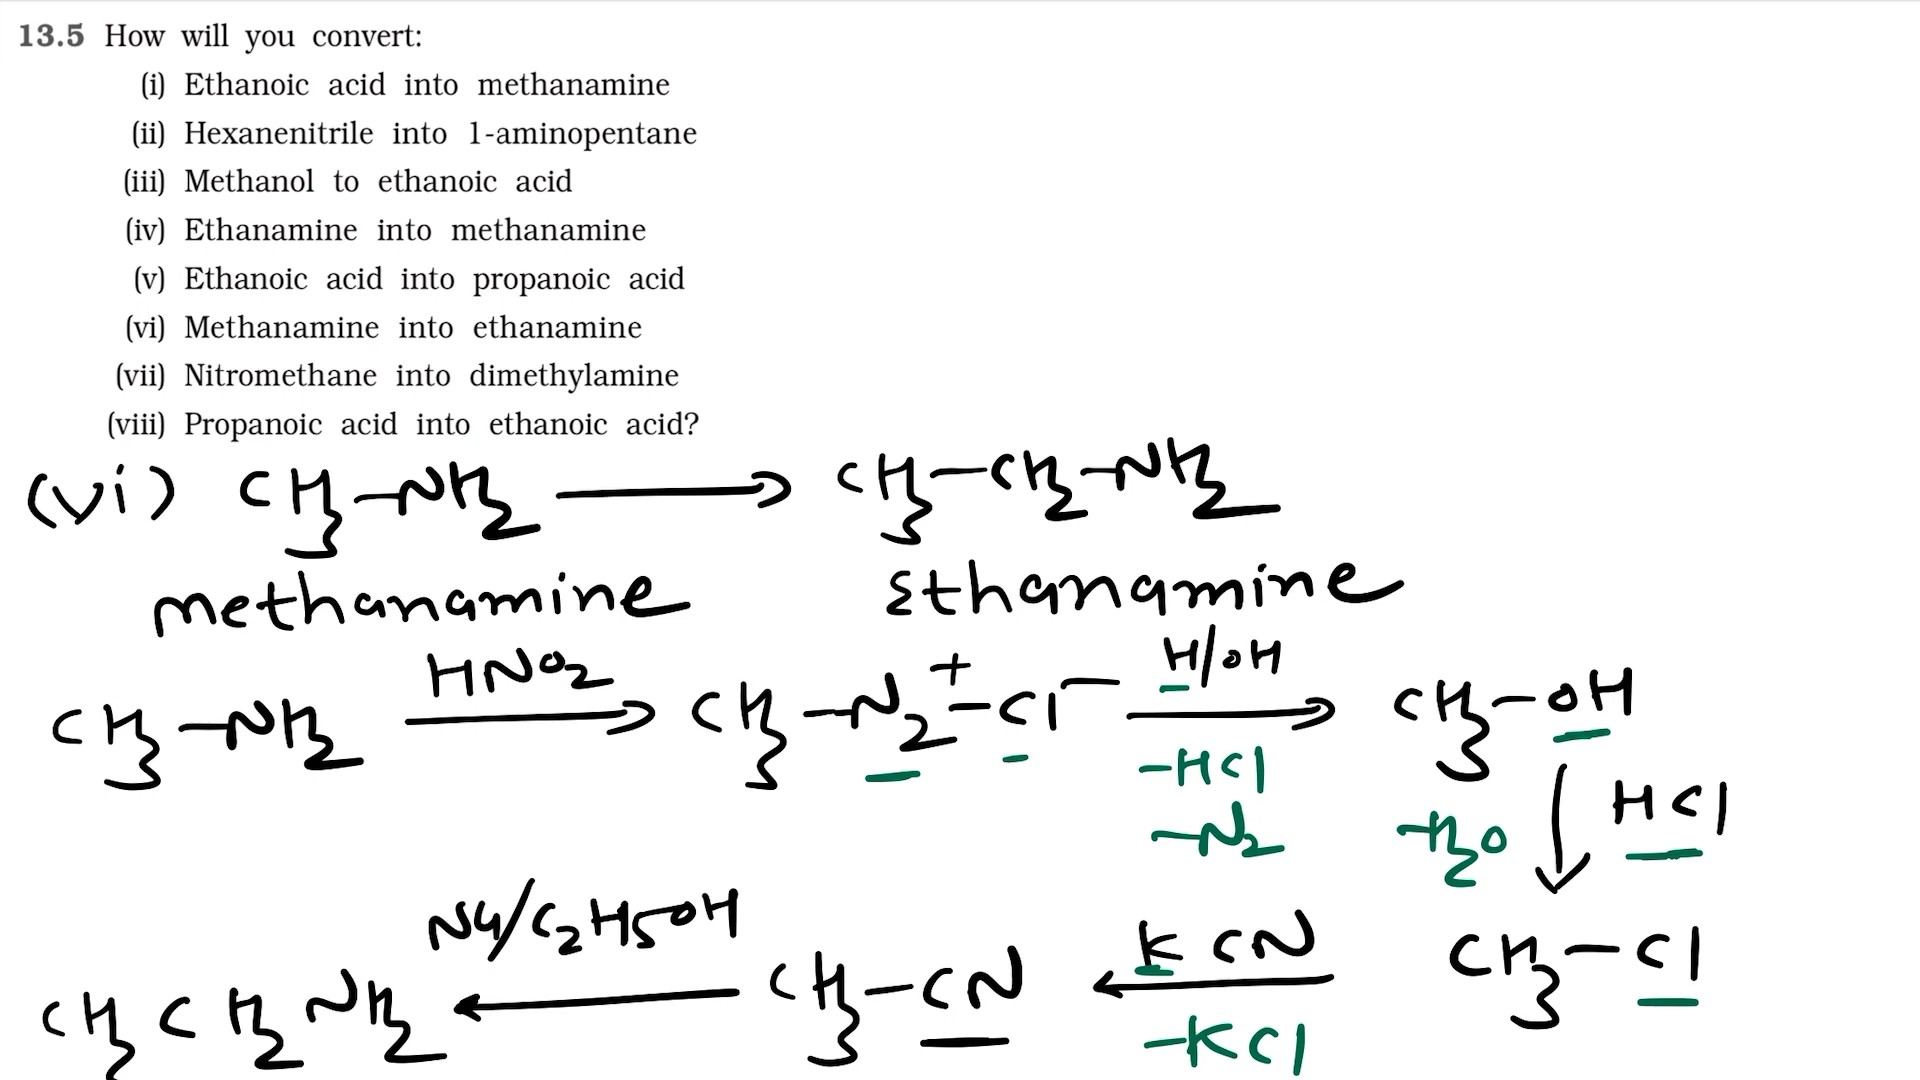 13.5 How will you convert:
(i) Ethanoic acid into methanamine
(ii) Hexanenitrile into 1-aminopentane
(iii) Methanol to ethanoic acid
(iv) Ethanamine into methanamine
(v) Ethanoic acid into propanoic acid
(vi) Methanamine into ethanamine
(vii) Nitromethane into dimethylamine
(viii) Propanoic acid into ethanoic acid?
(vi) CH3-NH2 → CH3-CH2-NH2
methanamine Ethanamine
HNO2 H/OH
CH3-NH2 → CH3-N2+-Cl- → CH3-OH
-HCl
-N2 -H2O HCl
Na/C2H5OH KCN
CH3CH2NH2 ← CH3-CN ← CH3-Cl
-KCl